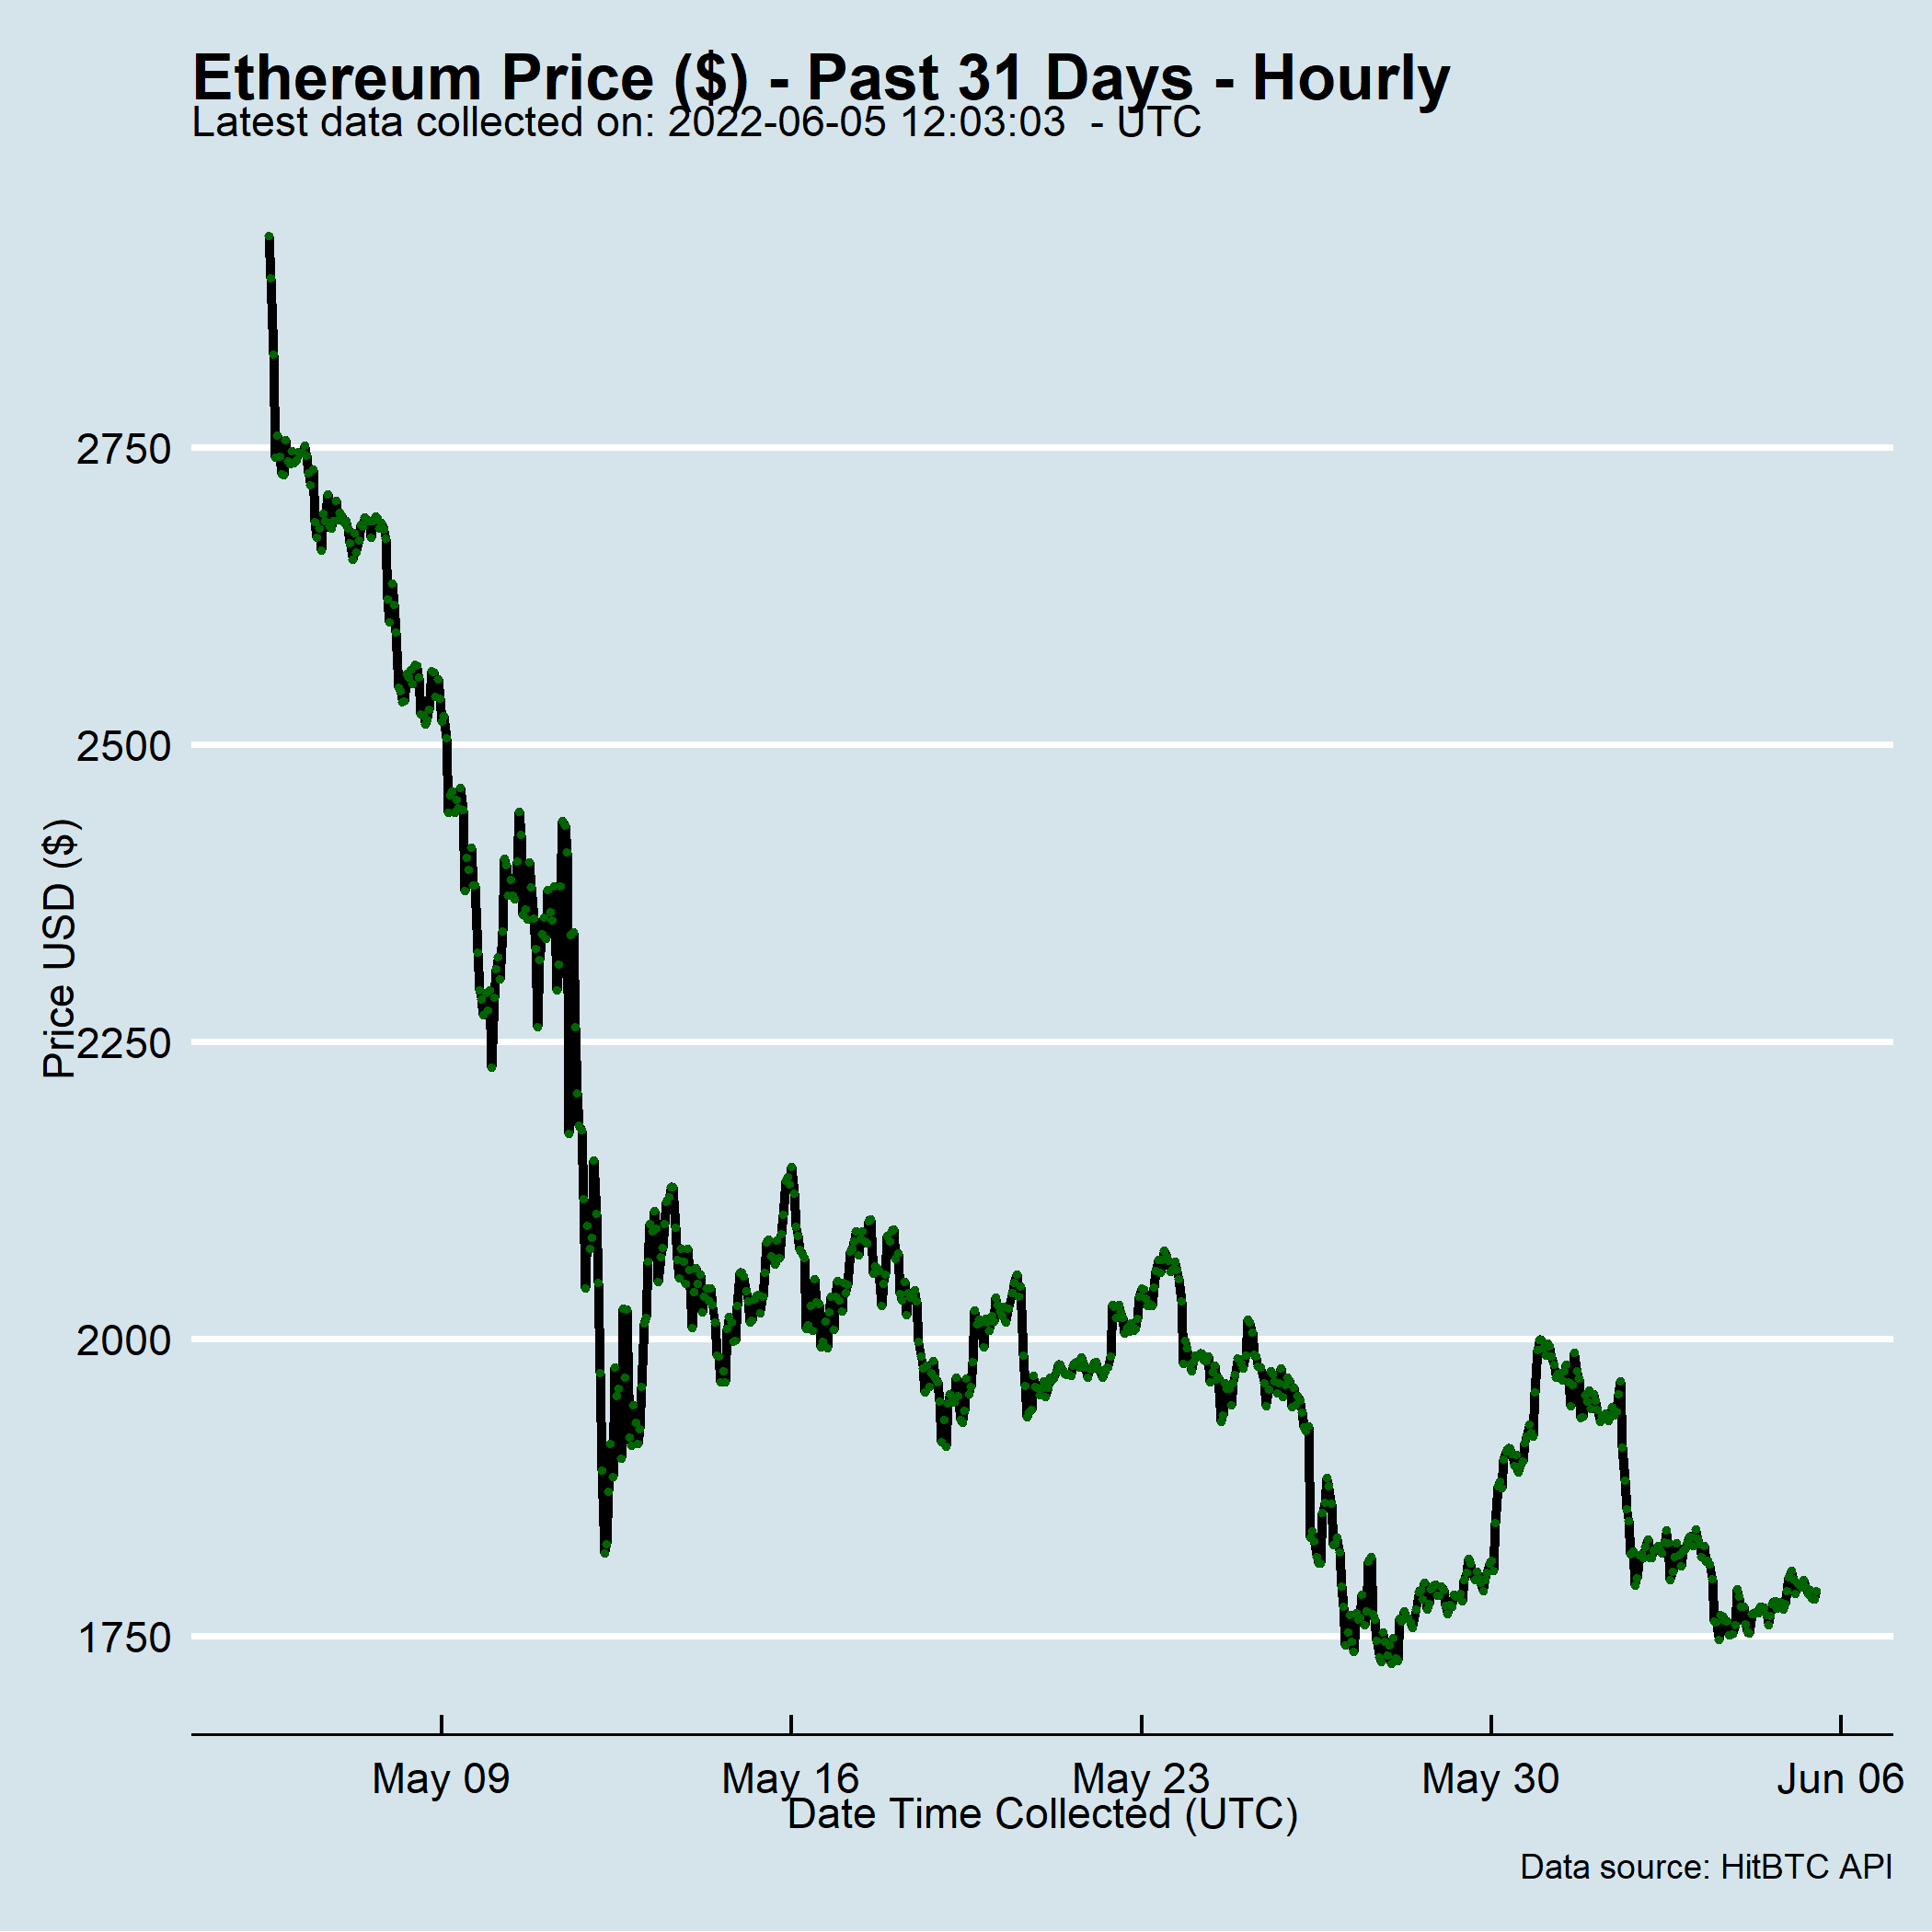 Ethereum Price ($) - Past 31 Days - Hourly
Latest data collected on: 2022-06-05 12:03:03  - UTC
Price USD ($)
2750
2500
2250
2000
1750
May 09
May 16
May 23
May 30
Jun 06
Date Time Collected (UTC)
Data source: HitBTC API